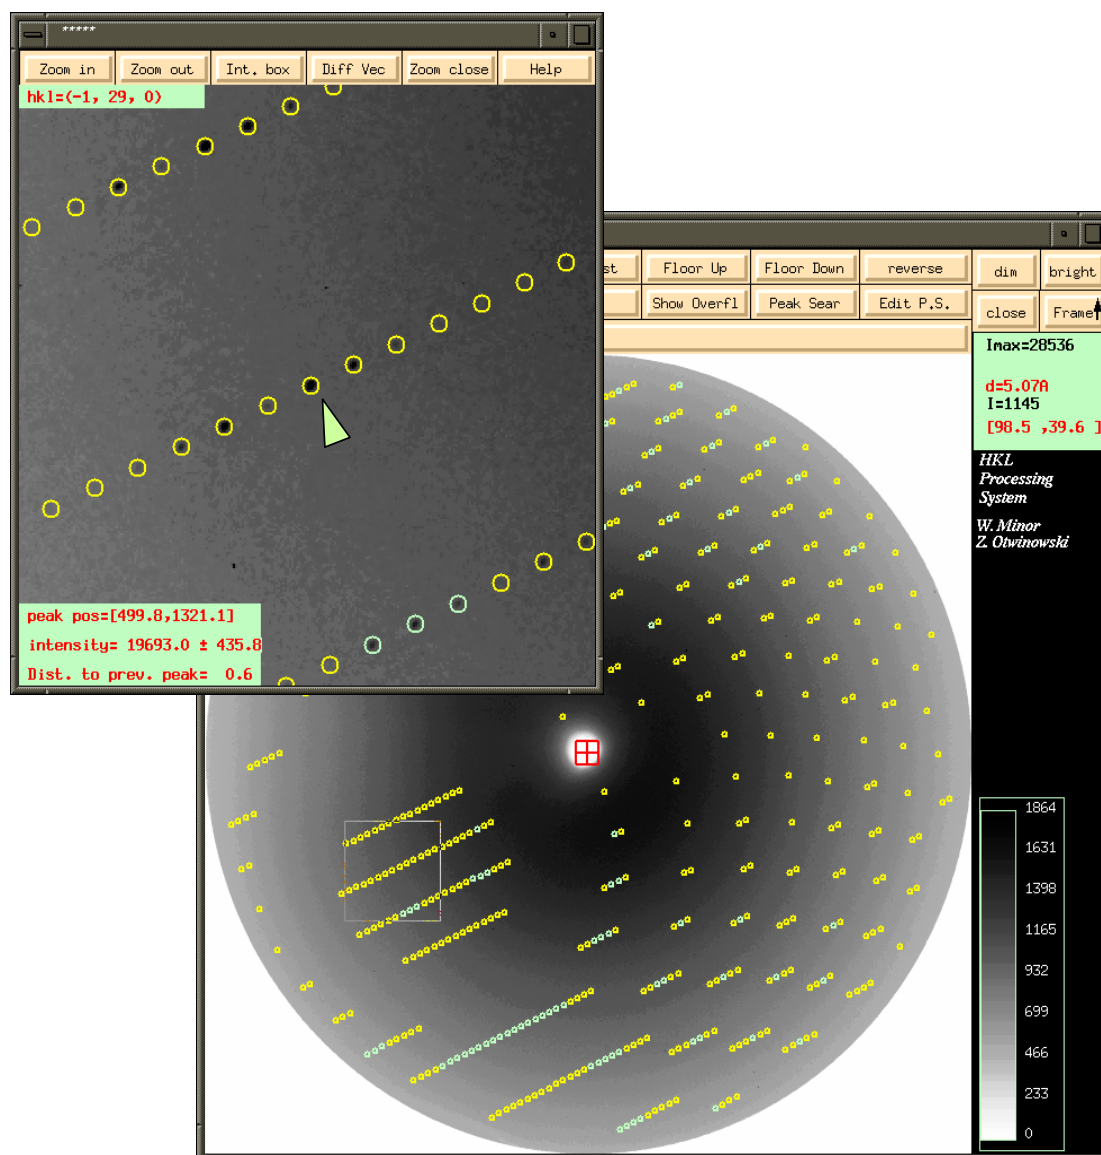 *****
Zoom in Zoom out Int. box Diff Vec Zoom close Help
hkl=(-1, 29, 0)
peak pos=[499.8,1321.1]
intensity= 19693.0 ± 435.8
Dist. to prev. peak= 0.6
st Floor Up Floor Down reverse dim bright
Show Overfl Peak Sear Edit P.S. close Frame
Imax=28536
d=5.07A
I=1145
[98.5 ,39.6 ]
HKL
Processing
System
W. Minor
Z. Otwinowski
1864
1631
1398
1165
932
699
466
233
0